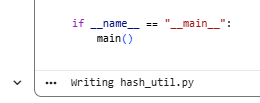 if __name__ == "__main__":
    main()
Writing hash_util.py